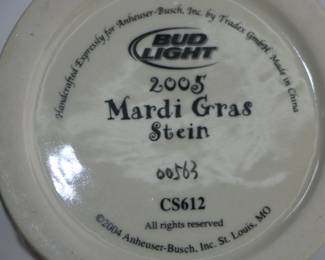 Handcrafted Expressly for Anheuser-Busch, Inc. by Tradex GmbH. Made in China
BUD
LIGHT
2005
Mardi Gras
Stein
00563
CS612
All rights reserved
©2004 Anheuser-Busch, Inc. St. Louis, MO